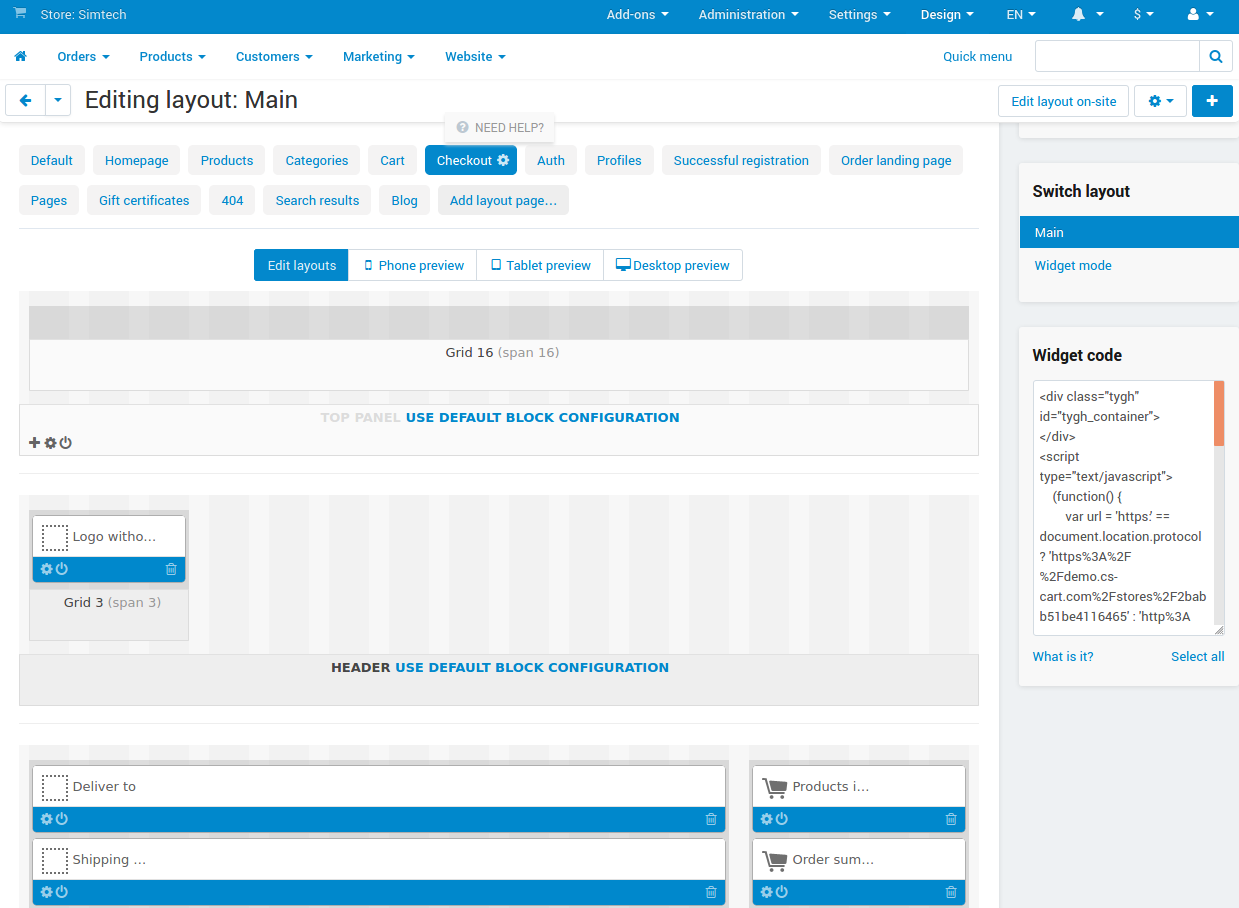 Store: Simtech Add-ons Administration Settings Design EN $
Orders Products Customers Marketing Website Quick menu
Editing layout: Main Edit layout on-site
NEED HELP?
Default Homepage Products Categories Cart Checkout Auth Profiles Successful registration Order landing page
Pages Gift certificates 404 Search results Blog Add layout page...
Edit layouts Phone preview Tablet preview Desktop preview
Grid 16 (span 16)
TOP PANEL USE DEFAULT BLOCK CONFIGURATION
Logo witho...
Grid 3 (span 3)
HEADER USE DEFAULT BLOCK CONFIGURATION
Deliver to
Products i...
Shipping ...
Order sum...
Switch layout
Main
Widget mode
Widget code
<div class="tygh"
id="tygh_container">
</div>
<script
type="text/javascript">
(function() {
var url = 'https:' ==
document.location.protocol
? 'https%3A%2F
%2Fdemo.cs-
cart.com%2Fstores%2F2bab
b51be4116465' : 'http%3A
What is it? Select all